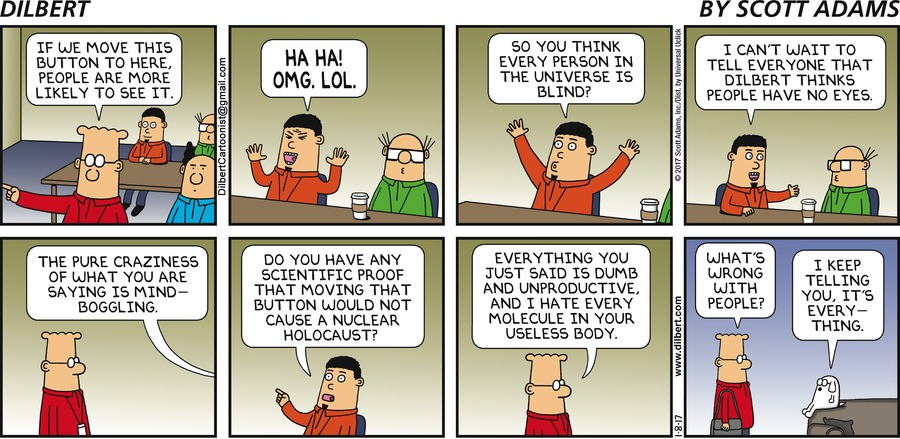 DILBERT
BY SCOTT ADAMS
IF WE MOVE THIS
BUTTON TO HERE,
PEOPLE ARE MORE
LIKELY TO SEE IT.
DilbertCartoonist@gmail.com
HA HA!
OMG. LOL.
SO YOU THINK
EVERY PERSON IN
THE UNIVERSE IS
BLIND?
© 2017 Scott Adams, Inc./Dist. by Universal Uclick
I CAN'T WAIT TO
TELL EVERYONE THAT
DILBERT THINKS
PEOPLE HAVE NO EYES.
THE PURE CRAZINESS
OF WHAT YOU ARE
SAYING IS MIND-
BOGGLING.
DO YOU HAVE ANY
SCIENTIFIC PROOF
THAT MOVING THAT
BUTTON WOULD NOT
CAUSE A NUCLEAR
HOLOCAUST?
EVERYTHING YOU
JUST SAID IS DUMB
AND UNPRODUCTIVE,
AND I HATE EVERY
MOLECULE IN YOUR
USELESS BODY.
1-8-17 www.dilbert.com
WHAT'S
WRONG
WITH
PEOPLE?
I KEEP
TELLING
YOU, IT'S
EVERY-
THING.